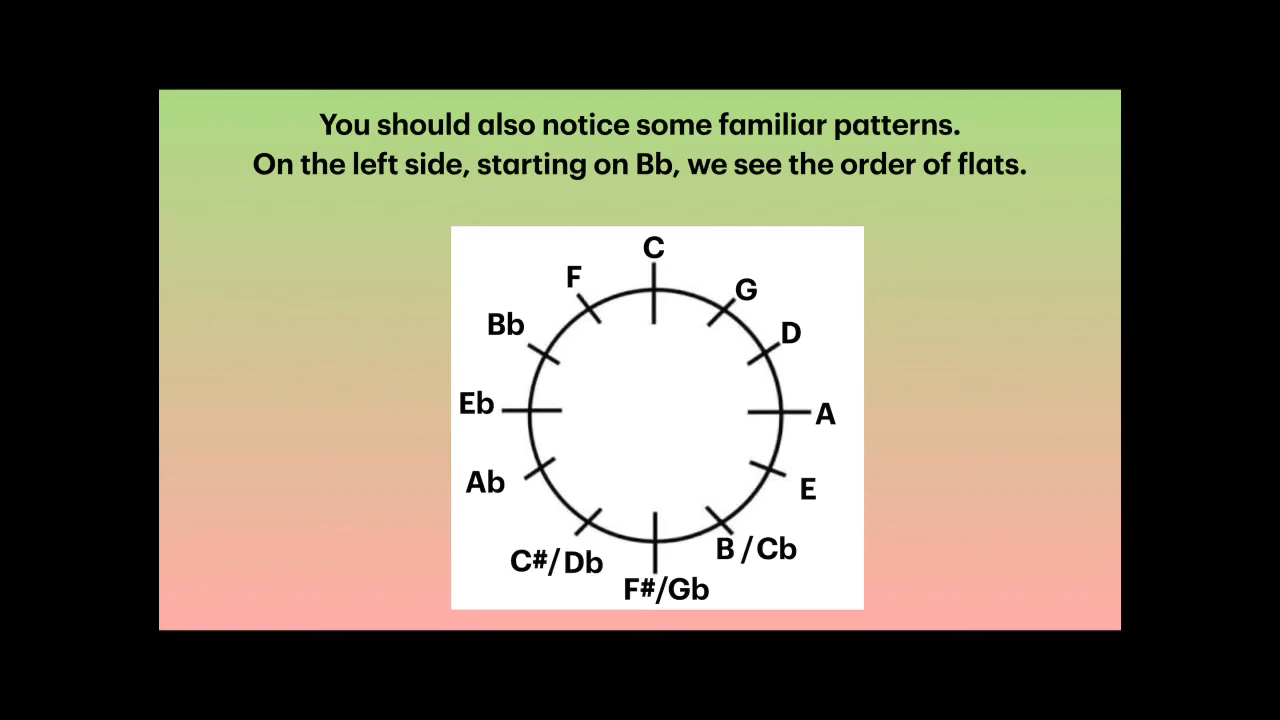 You should also notice some familiar patterns.
On the left side, starting on Bb, we see the order of flats.
C
F
G
Bb
D
Eb
A
Ab
E
B / Cb
C#/ Db
F#/Gb